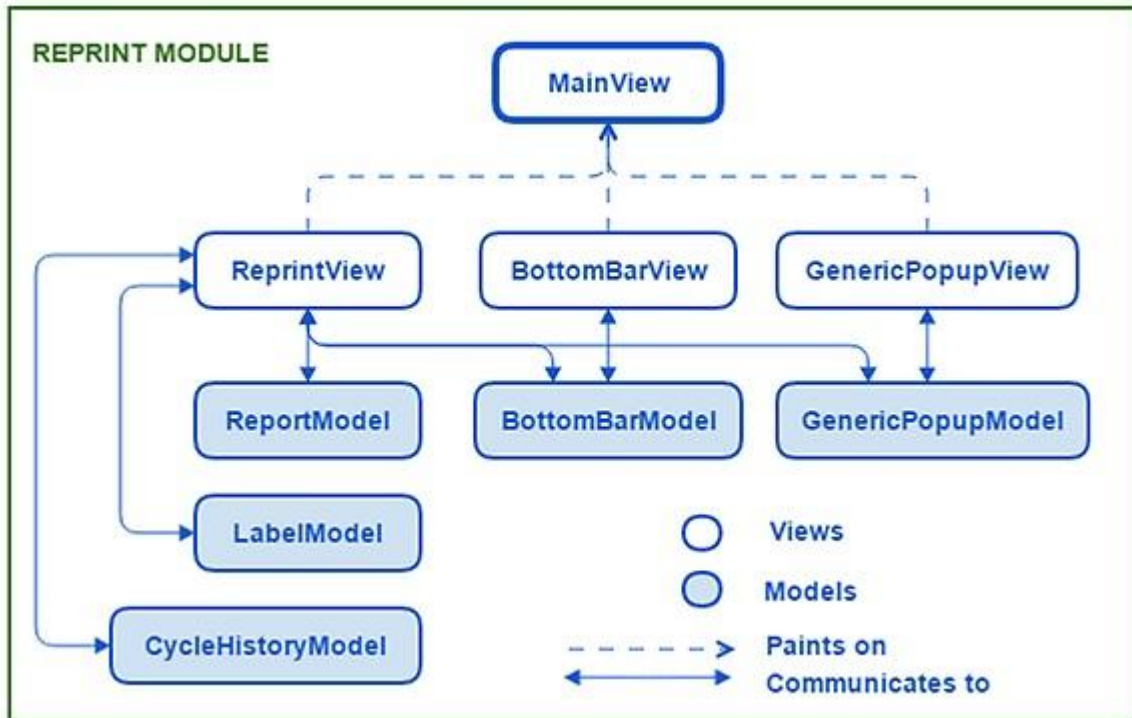 REPRINT MODULE
MainView
ReprintView
BottomBarView
GenericPopupView
ReportModel
BottomBarModel
GenericPopupModel
LabelModel
Views
Models
CycleHistoryModel
Paints on
Communicates to